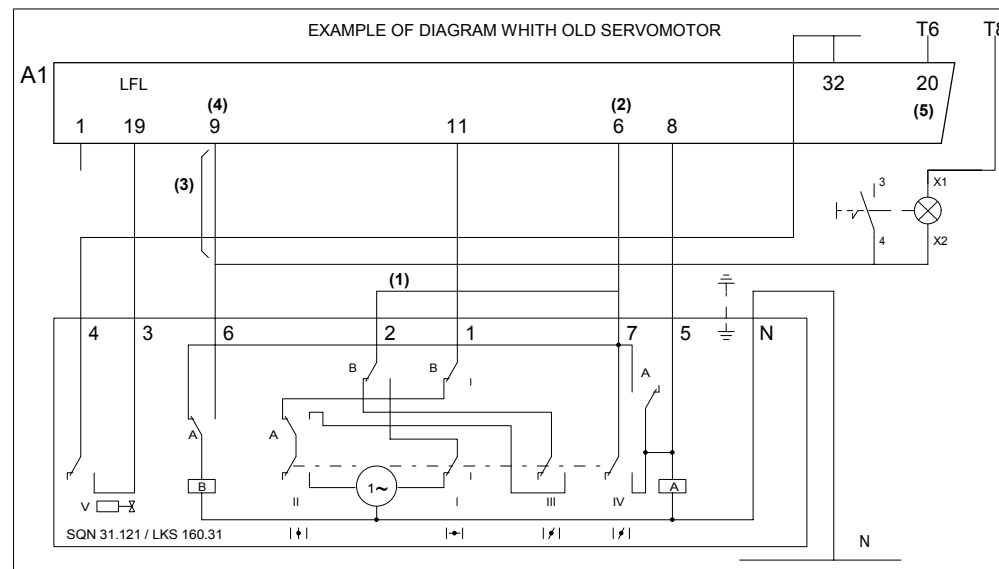 EXAMPLE OF DIAGRAM WHITH OLD SERVOMOTOR T6 T8
A1 LFL 32 20
(4) (2) (5)
1 19 9 11 6 8
(3)
3 X1
4 X2
(1)
4 3 6 2 1 7 5 N
B B I A
A A
B 1~ A
V II I III IV
SQN 31.121 / LKS 160.31
N